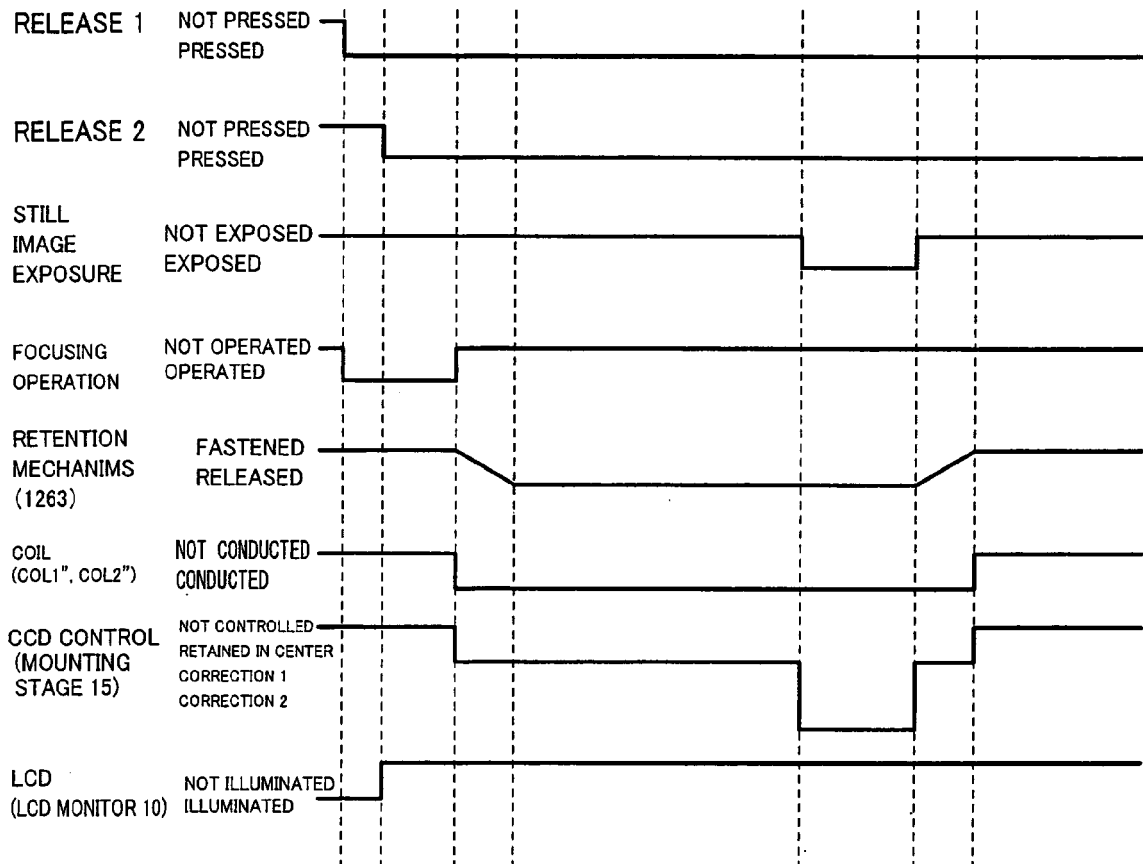 RELEASE 1 NOT PRESSED
PRESSED
RELEASE 2 NOT PRESSED
PRESSED
STILL
IMAGE
EXPOSURE
NOT EXPOSED
EXPOSED
FOCUSING
OPERATION
NOT OPERATED
OPERATED
RETENTION
MECHANIMS
(1263)
FASTENED
RELEASED
COIL
(COL1", COL2")
NOT CONDUCTED
CONDUCTED
CCD CONTROL
(MOUNTING
STAGE 15)
NOT CONTROLLED
RETAINED IN CENTER
CORRECTION 1
CORRECTION 2
LCD
(LCD MONITOR 10)
NOT ILLUMINATED
ILLUMINATED